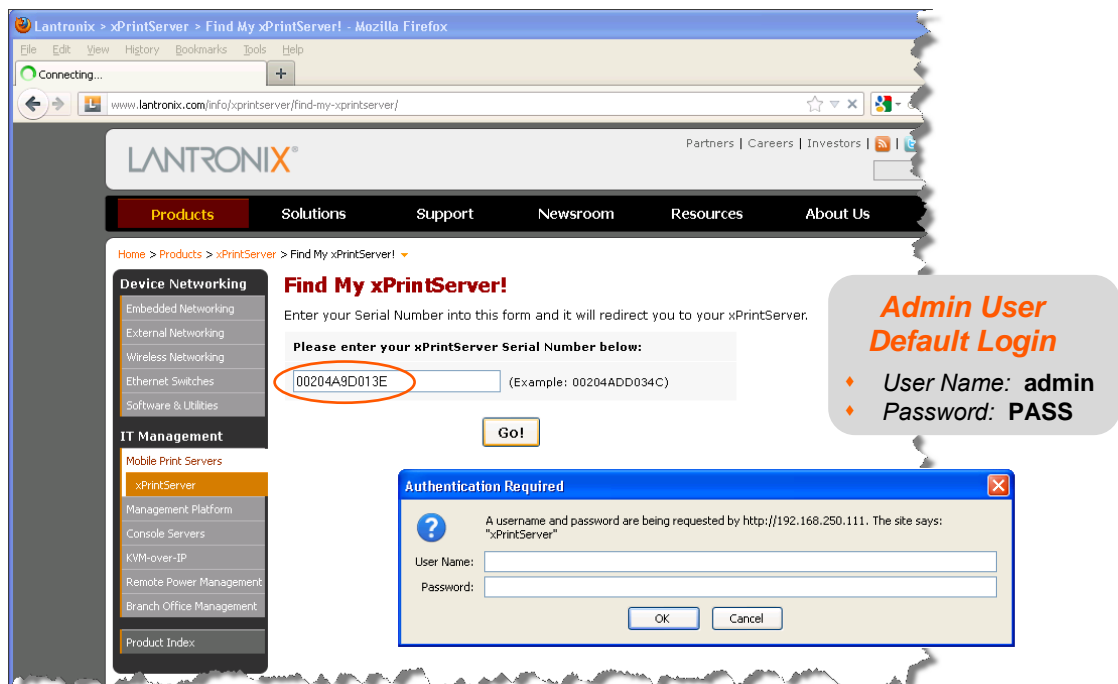 Lantronix > xPrintServer > Find My xPrintServer! - Mozilla Firefox
File Edit View History Bookmarks Tools Help
Connecting...
www.lantronix.com/info/xprintserver/find-my-xprintserver/
LANTRONIX®
Partners | Careers | Investors |
Products Solutions Support Newsroom Resources About Us
Home > Products > xPrintServer > Find My xPrintServer!
Device Networking
Embedded Networking
External Networking
Wireless Networking
Ethernet Switches
Software & Utilities
IT Management
Mobile Print Servers
xPrintServer
Management Platform
Console Servers
KVM-over-IP
Remote Power Management
Branch Office Management
Product Index
Find My xPrintServer!
Enter your Serial Number into this form and it will redirect you to your xPrintServer.
Please enter your xPrintServer Serial Number below:
00204A9D013E (Example: 00204ADD034C)
Go!
Admin User
Default Login
♦ User Name: admin
♦ Password: PASS
Authentication Required
A username and password are being requested by http://192.168.250.111. The site says:
"xPrintServer"
User Name:
Password:
OK Cancel